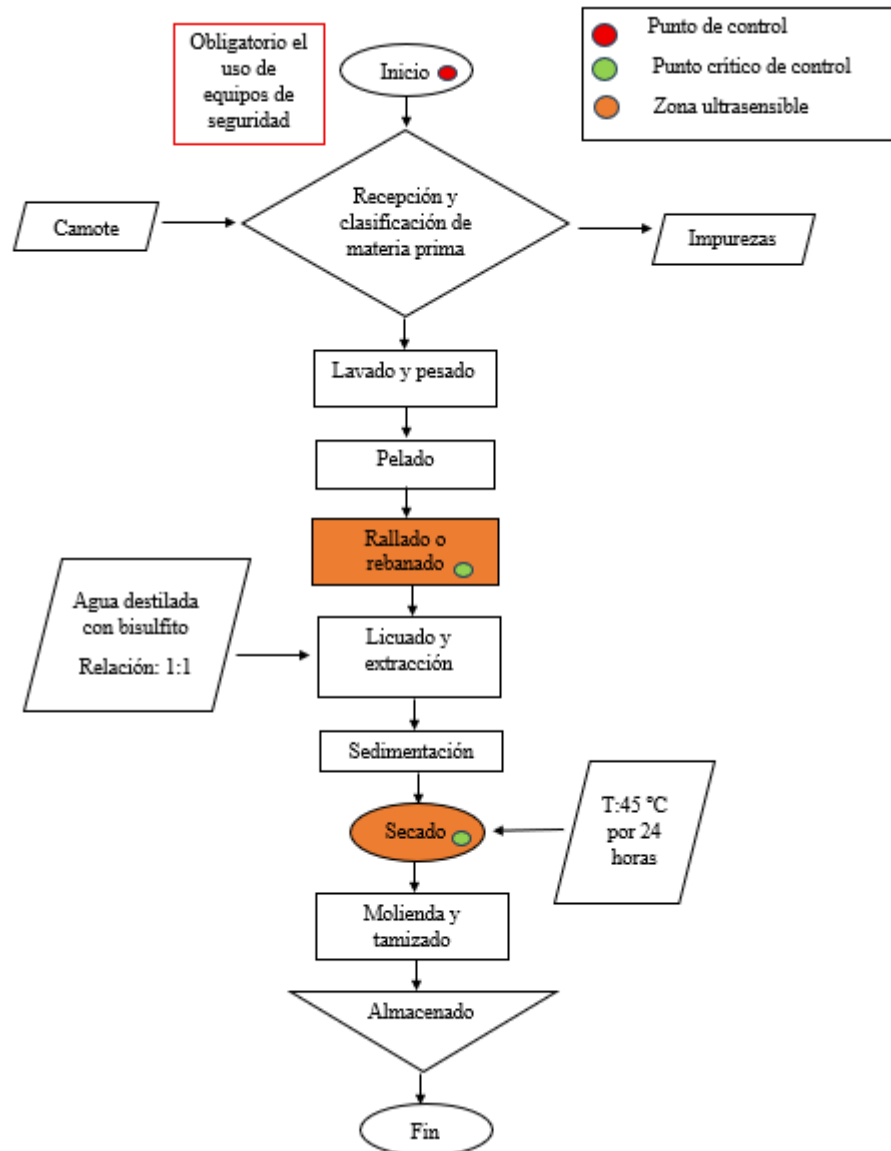 Obligatorio el
uso de
equipos de
seguridad
Inicio
Punto de control
Punto crítico de control
Zona ultrasensible
Recepción y
clasificación de
materia prima
Camote
Impurezas
Lavado y pesado
Pelado
Rallado o
rebanado
Agua destilada
con bisulfito
Relación: 1:1
Licuado y
extracción
Sedimentación
Secado
T:45 °C
por 24
horas
Molienda y
tamizado
Almacenado
Fin